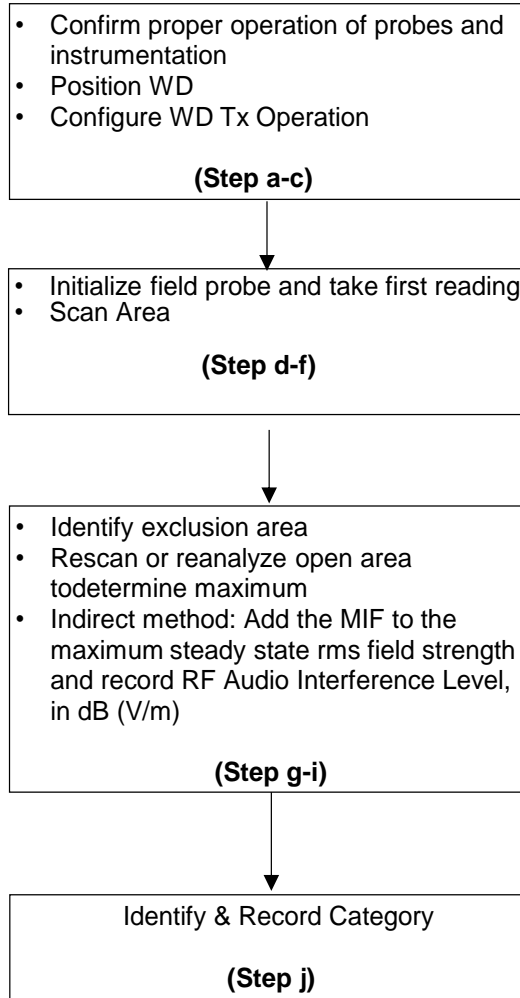 • Confirm proper operation of probes and
instrumentation
• Position WD
• Configure WD Tx Operation
(Step a-c)
• Initialize field probe and take first reading
• Scan Area
(Step d-f)
• Identify exclusion area
• Rescan or reanalyze open area
todetermine maximum
• Indirect method: Add the MIF to the
maximum steady state rms field strength
and record RF Audio Interference Level,
in dB (V/m)
(Step g-i)
Identify & Record Category
(Step j)